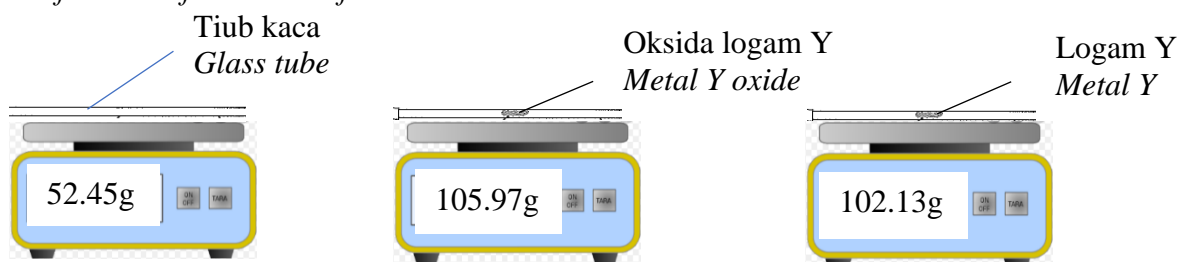 Tiub kaca
Glass tube
Oksida logam Y
Metal Y oxide
Logam Y
Metal Y
52.45g
ON
OFF
TARA
105.97g
ON
OFF
TARA
102.13g
ON
OFF
TARA